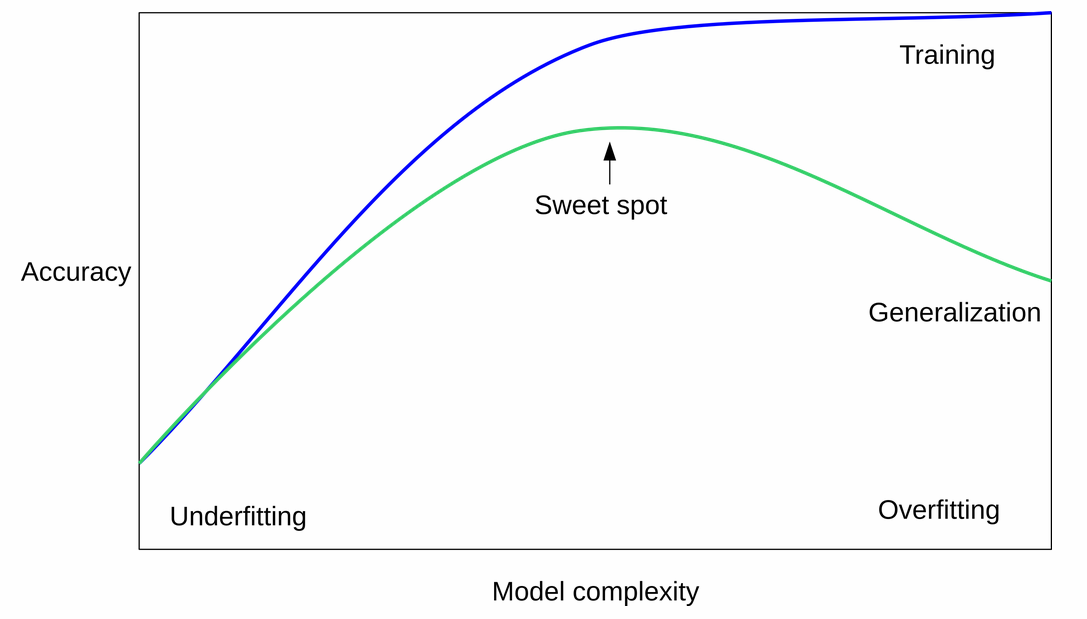 Training
Sweet spot
Accuracy
Generalization
Underfitting
Overfitting
Model complexity